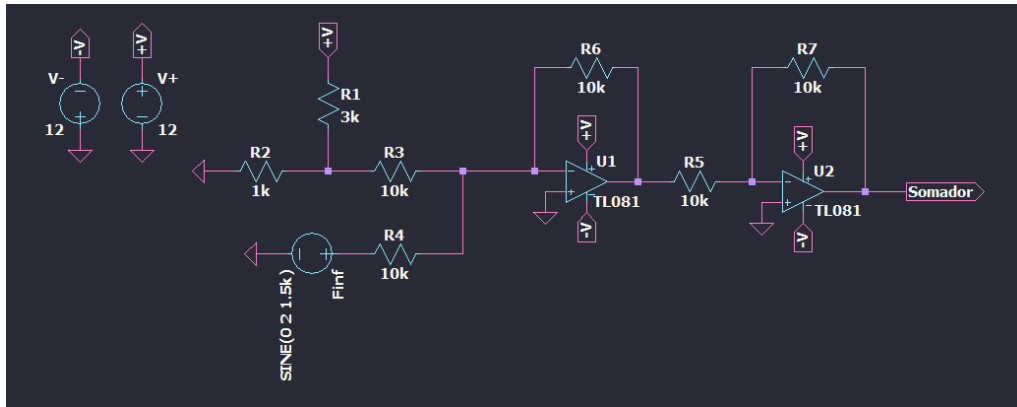 -V
+V
V-
V+
12
12
+V
R1
3k
R2
1k
R3
10k
R4
10k
SINE(0 2 1.5k)
Finf
R6
10k
+V
U1
TL081
-V
R5
10k
R7
10k
+V
U2
TL081
-V
Somador